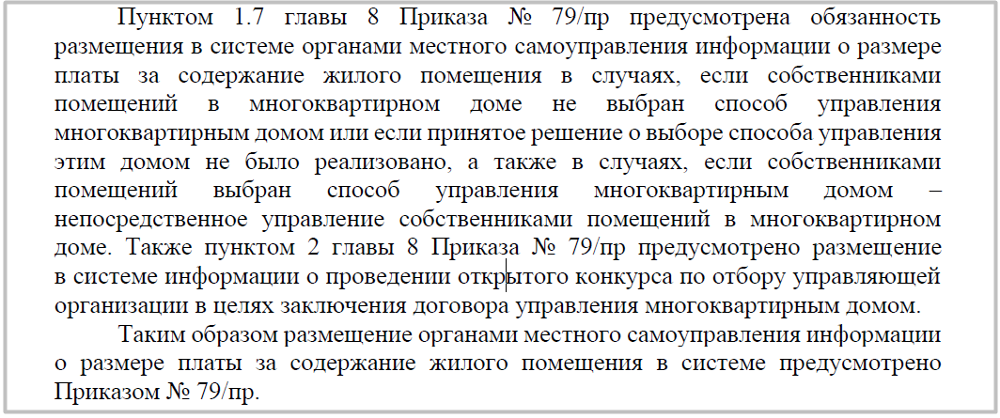 Пунктом 1.7 главы 8 Приказа № 79/пр предусмотрена обязанность
размещения в системе органами местного самоуправления информации о размере
платы за содержание жилого помещения в случаях, если собственниками
помещений в многоквартирном доме не выбран способ управления
многоквартирным домом или если принятое решение о выборе способа управления
этим домом не было реализовано, а также в случаях, если собственниками
помещений выбран способ управления многоквартирным домом –
непосредственное управление собственниками помещений в многоквартирном
доме. Также пунктом 2 главы 8 Приказа № 79/пр предусмотрено размещение
в системе информации о проведении открытого конкурса по отбору управляющей
организации в целях заключения договора управления многоквартирным домом.
Таким образом размещение органами местного самоуправления информации
о размере платы за содержание жилого помещения в системе предусмотрено
Приказом № 79/пр.